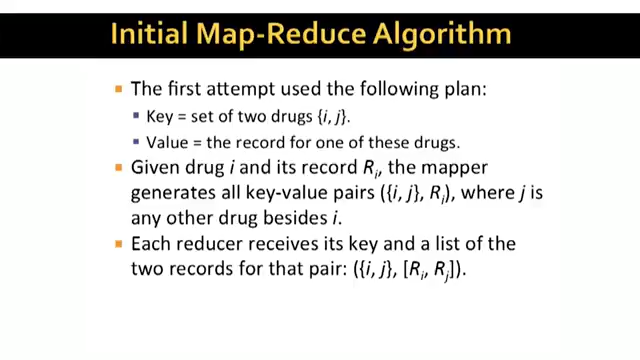 Initial Map-Reduce Algorithm
The first attempt used the following plan:
Key = set of two drugs {i, j}.
Value = the record for one of these drugs.
Given drug i and its record Ri, the mapper
generates all key-value pairs ({i, j}, Ri), where j is
any other drug besides i.
Each reducer receives its key and a list of the
two records for that pair: ({i, j}, [Ri, Rj]).